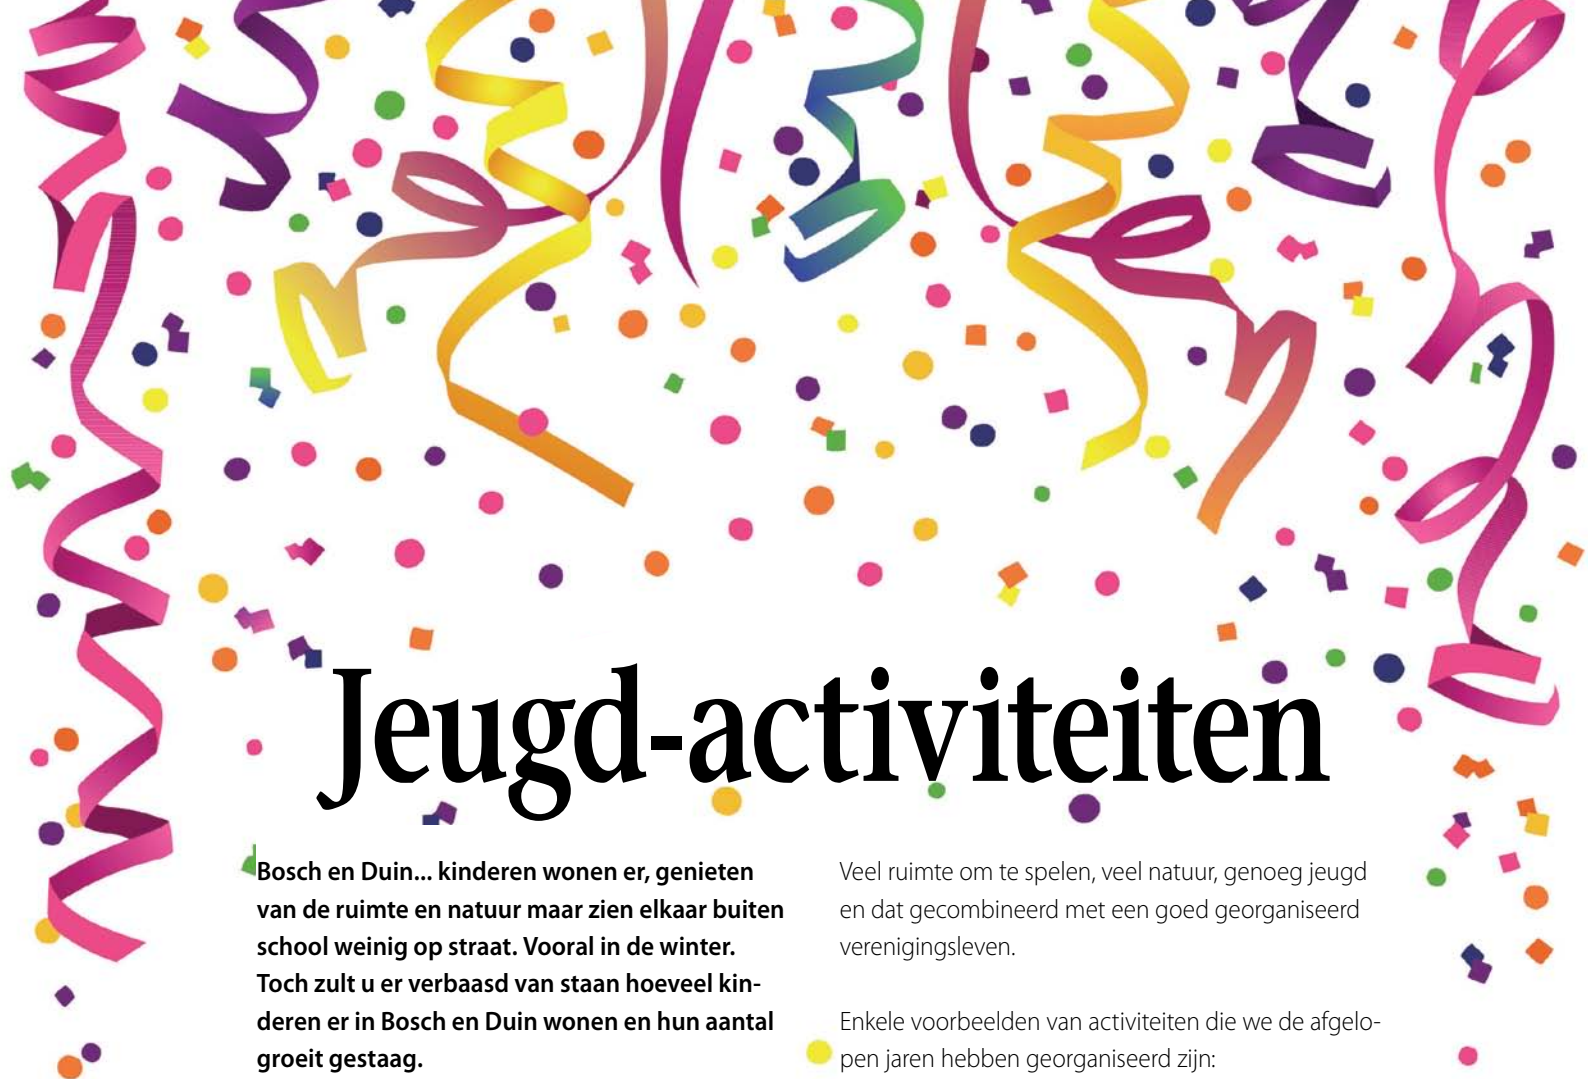 Jeugd-activiteiten
Bosch en Duin... kinderen wonen er, genieten
van de ruimte en natuur maar zien elkaar buiten
school weinig op straat. Vooral in de winter.
Toch zult u er verbaasd van staan hoeveel kin-
deren er in Bosch en Duin wonen en hun aantal
groeit gestaag.
Veel ruimte om te spelen, veel natuur, genoeg jeugd
en dat gecombineerd met een goed georganiseerd
verenigingsleven.
Enkele voorbeelden van activiteiten die we de afgelo-
pen jaren hebben georganiseerd zijn: